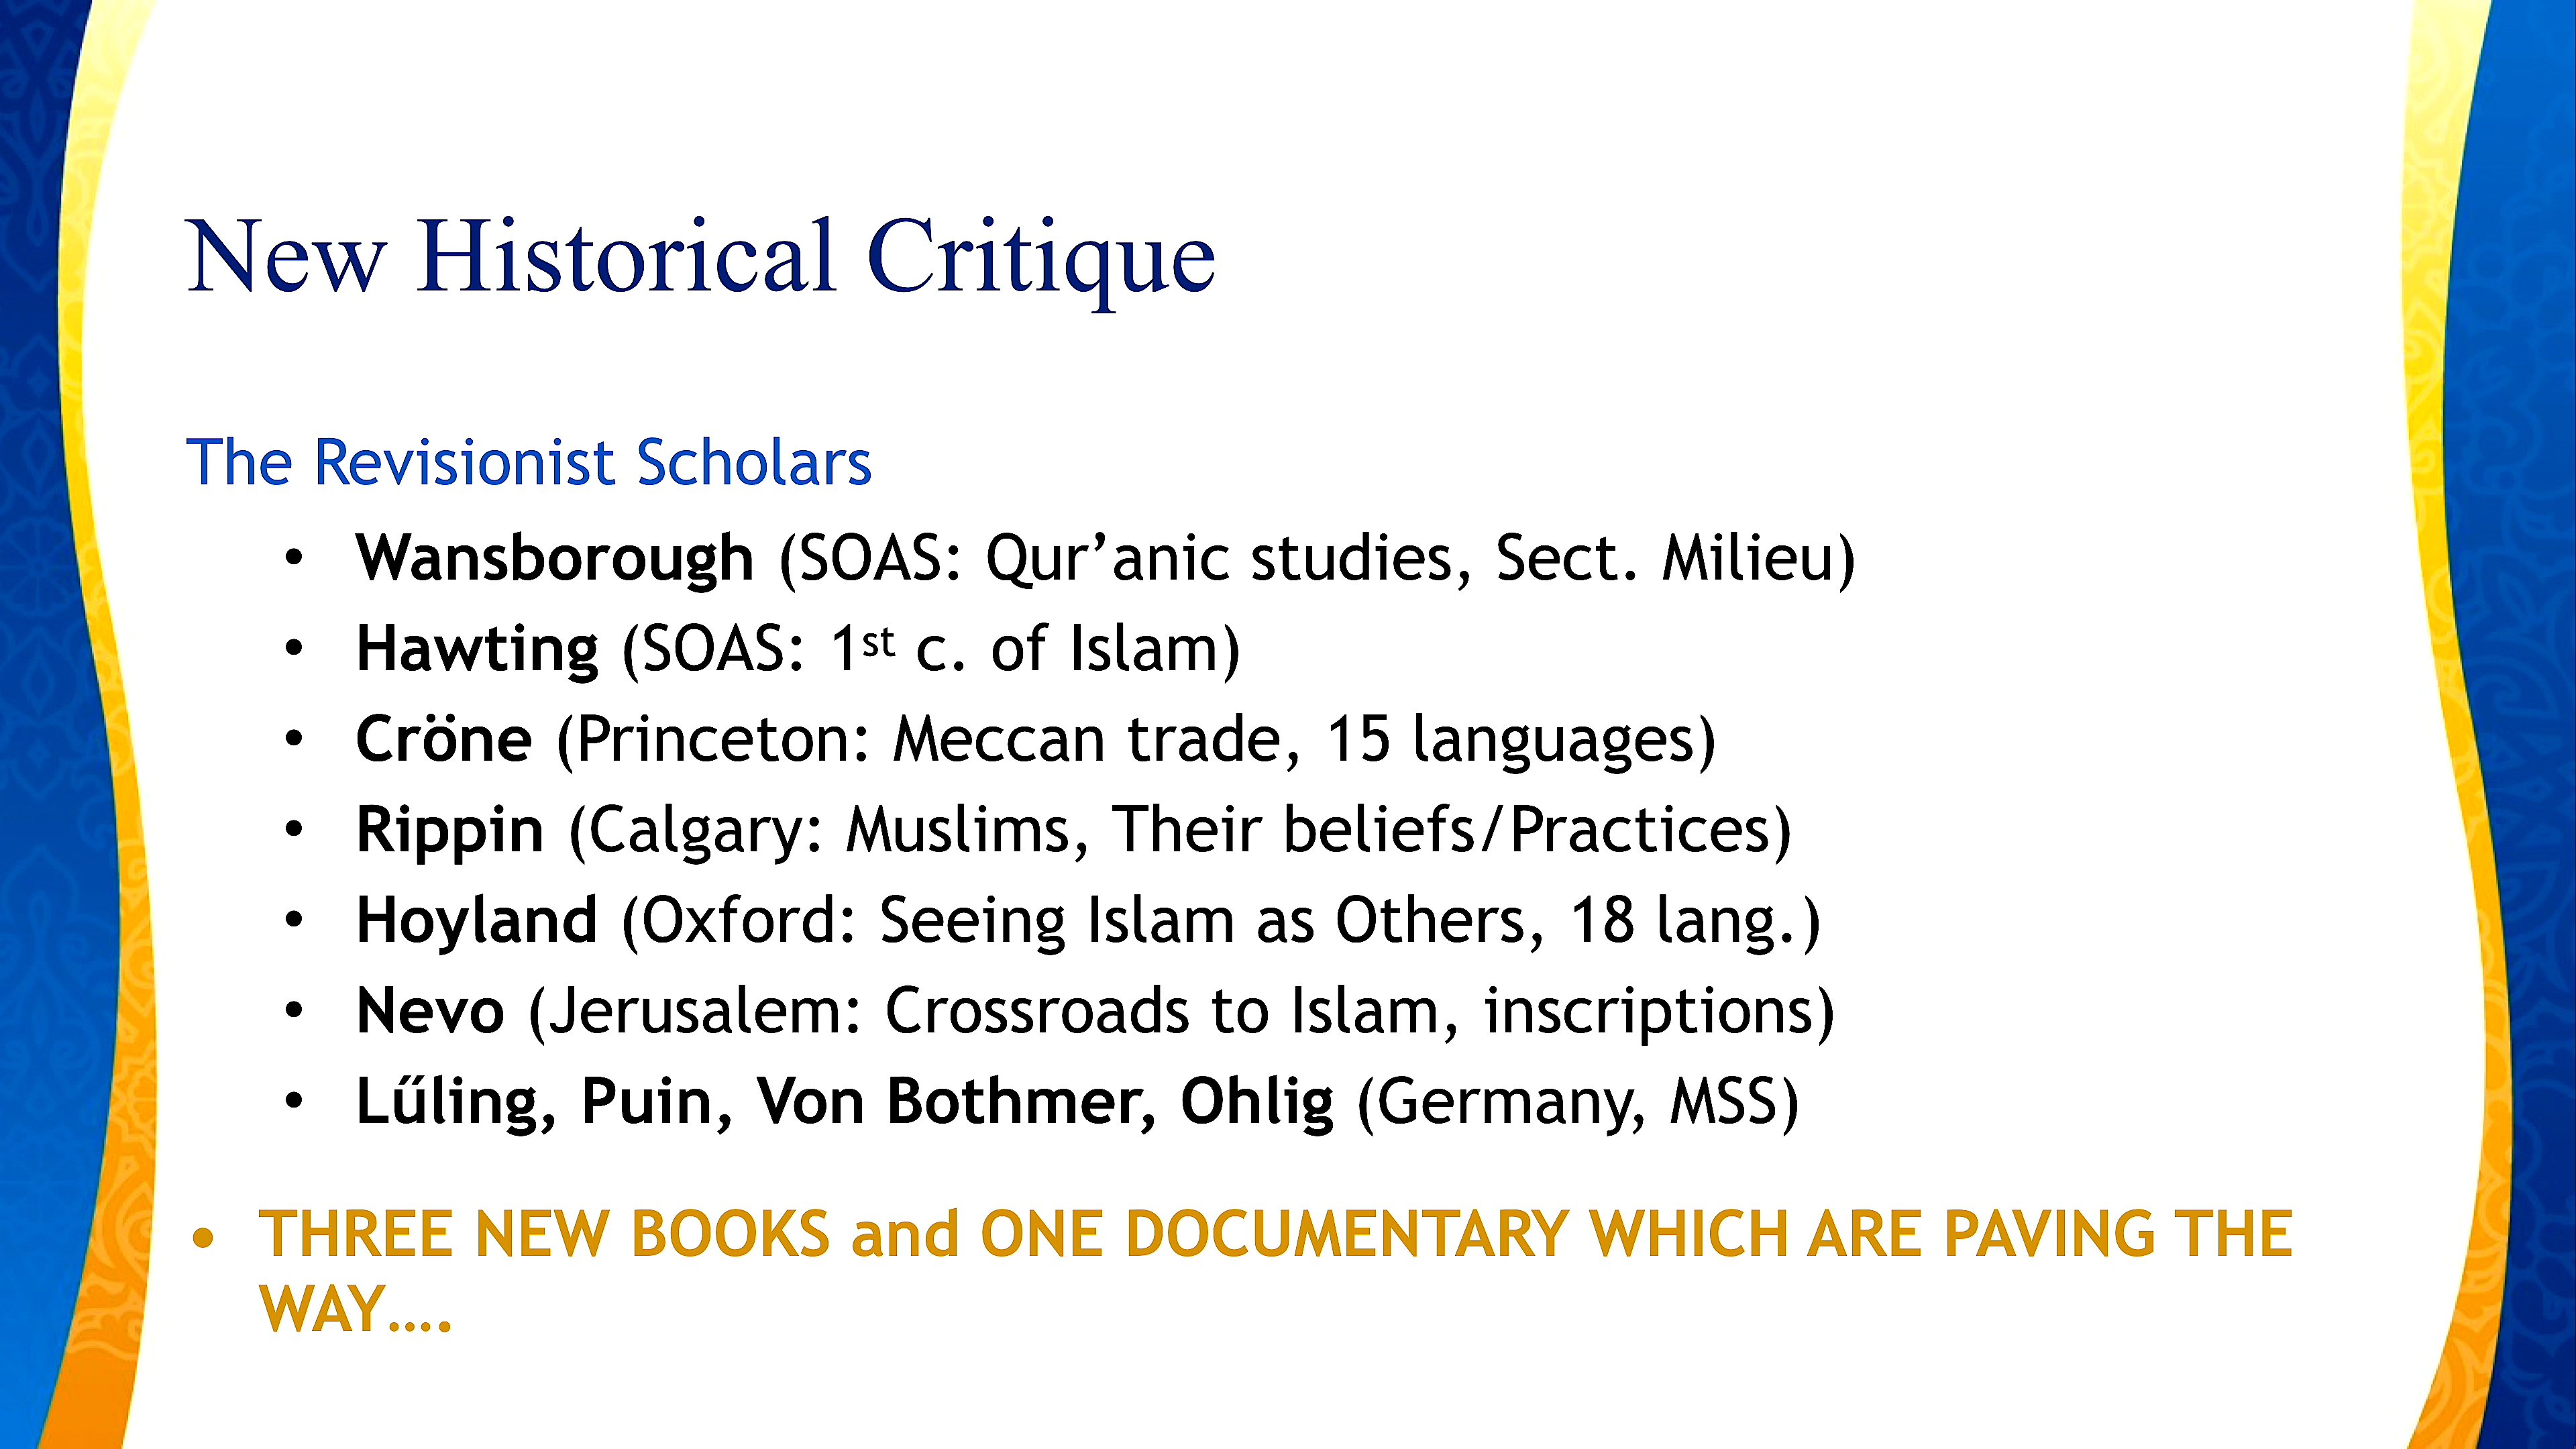 New Historical Critique
The Revisionist Scholars
• Wansborough (SOAS: Qur’anic studies, Sect. Milieu)
• Hawting (SOAS: 1st c. of Islam)
• Cröne (Princeton: Meccan trade, 15 languages)
• Rippin (Calgary: Muslims, Their beliefs/Practices)
• Hoyland (Oxford: Seeing Islam as Others, 18 lang.)
• Nevo (Jerusalem: Crossroads to Islam, inscriptions)
• Lűling, Puin, Von Bothmer, Ohlig (Germany, MSS)
• THREE NEW BOOKS and ONE DOCUMENTARY WHICH ARE PAVING THE
WAY….